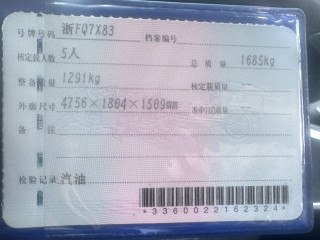 号牌号码 浙FQ7X83 档案编号
核定载人数 5人 总质量 1685kg
整备质量 1291kg 核定载质量
外廓尺寸 4756×1804×1509mm 准牵引总质量
备注
检验记录 汽油
*3360022162324*